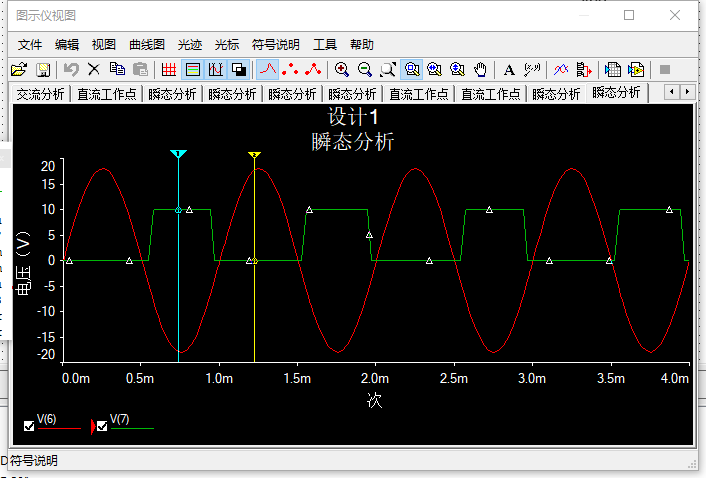 图示仪视图
文件 编辑 视图 曲线图 光迹 光标 符号说明 工具 帮助
交流分析 直流工作点 瞬态分析 瞬态分析 瞬态分析 瞬态分析 直流工作点 直流工作点 瞬态分析 瞬态分析
设计1
瞬态分析
电压（V）
20
15
10
5
0
-5
-10
-15
-20
0.0m 0.5m 1.0m 1.5m 2.0m 2.5m 3.0m 3.5m 4.0m
次
V(6) V(7)
符号说明